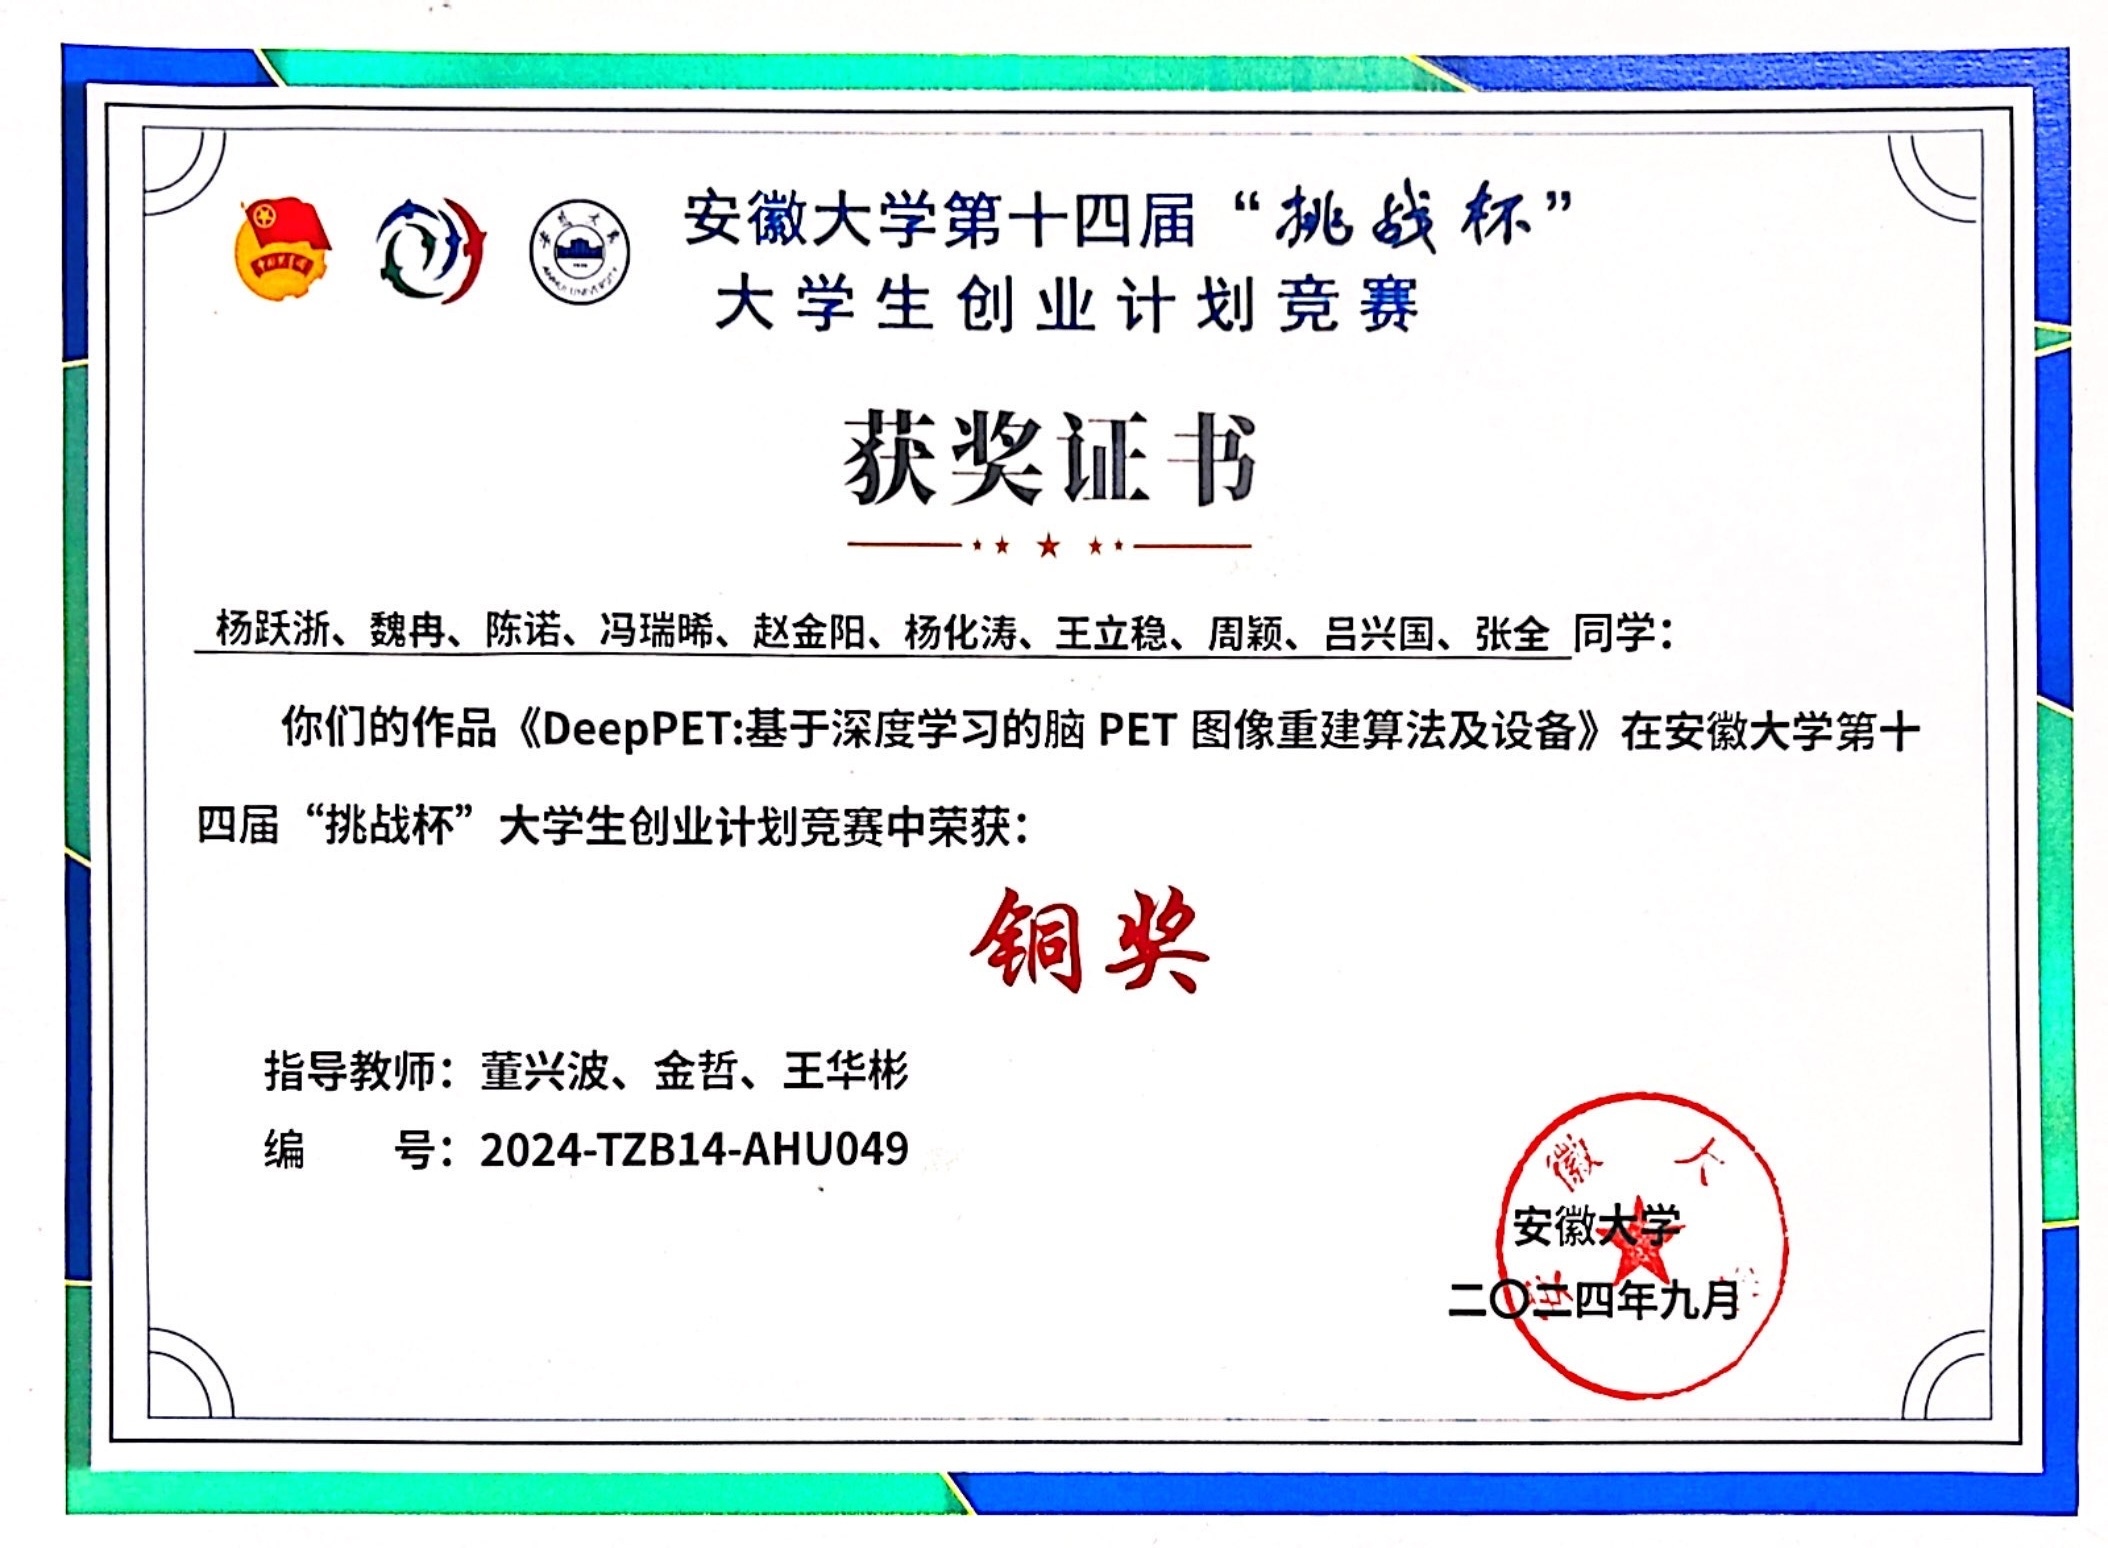 安徽大学第十四届“挑战杯”
大学生创业计划竞赛
获奖证书
杨跃浙、魏冉、陈诺、冯瑞晞、赵金阳、杨化涛、王立稳、周颖、吕兴国、张全 同学：
你们的作品《DeepPET:基于深度学习的脑 PET 图像重建算法及设备》在安徽大学第十
四届“挑战杯”大学生创业计划竞赛中荣获：
铜奖
指导教师：董兴波、金哲、王华彬
编 号：2024-TZB14-AHU049
安徽大学
二〇二四年九月